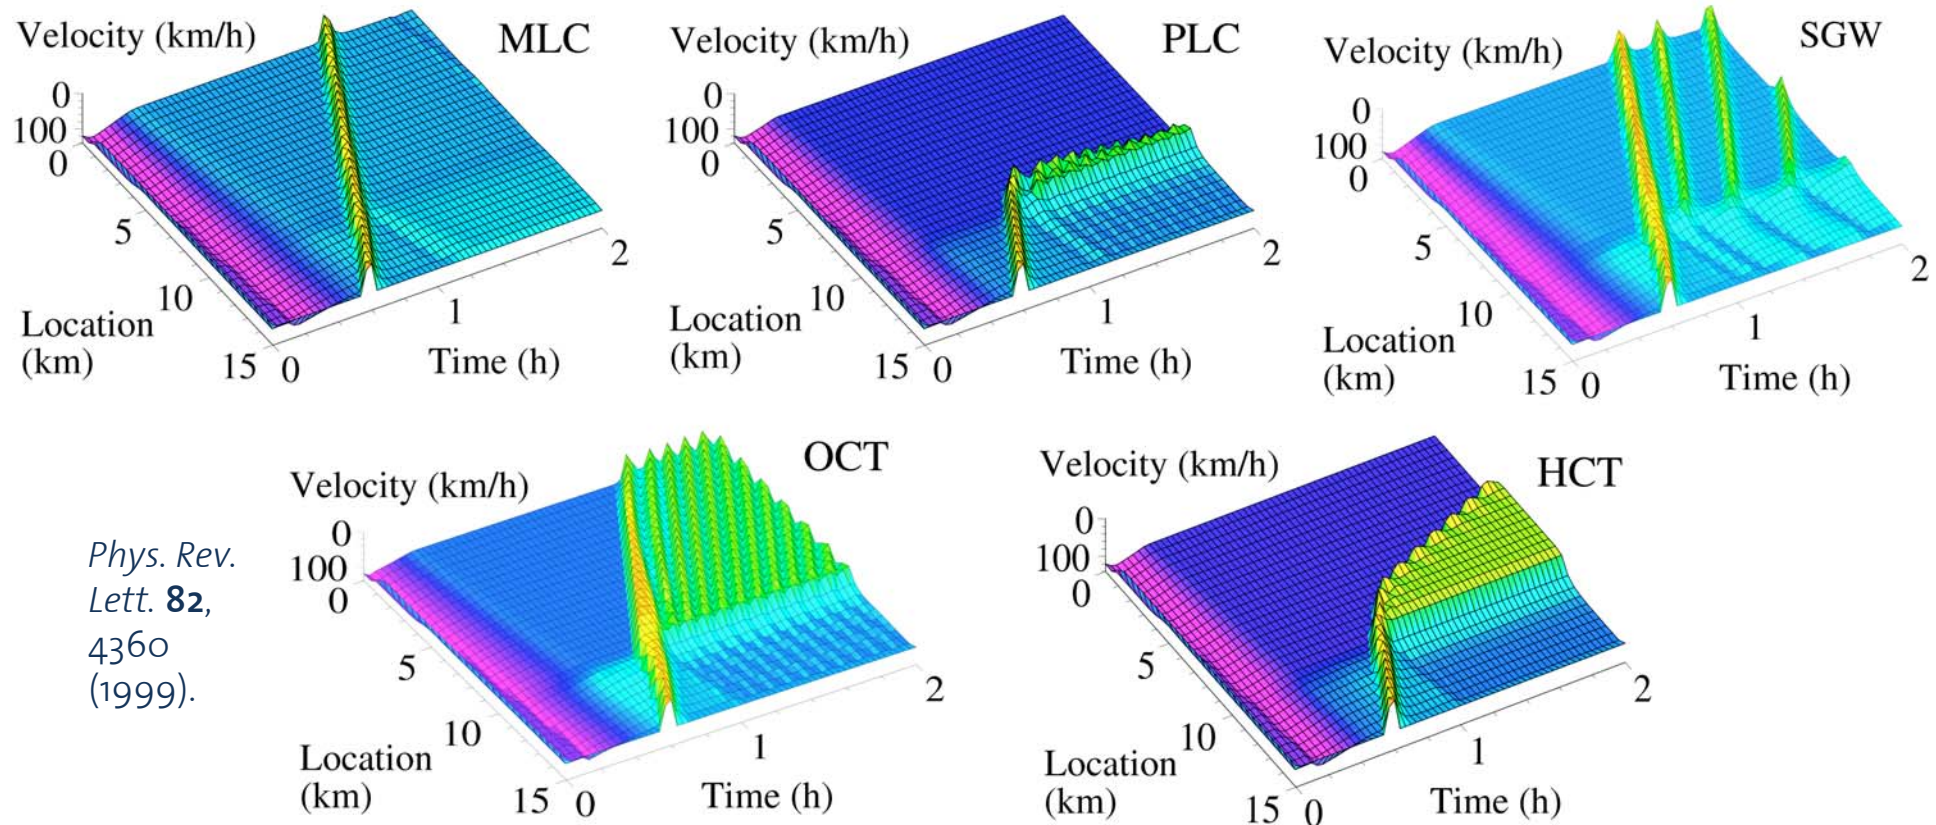 Velocity (km/h)
MLC
0
100
0
5
10
15
Location
(km)
0
1
2
Time (h)
Velocity (km/h)
PLC
0
100
0
5
10
15
Location
(km)
0
1
2
Time (h)
Velocity (km/h)
SGW
0
100
0
5
10
15
Location
(km)
0
1
2
Time (h)
Phys. Rev.
Lett. 82,
4360
(1999).
Velocity (km/h)
OCT
0
100
0
5
10
15
Location
(km)
0
1
2
Time (h)
Velocity (km/h)
HCT
0
100
0
5
10
15
Location
(km)
0
1
2
Time (h)